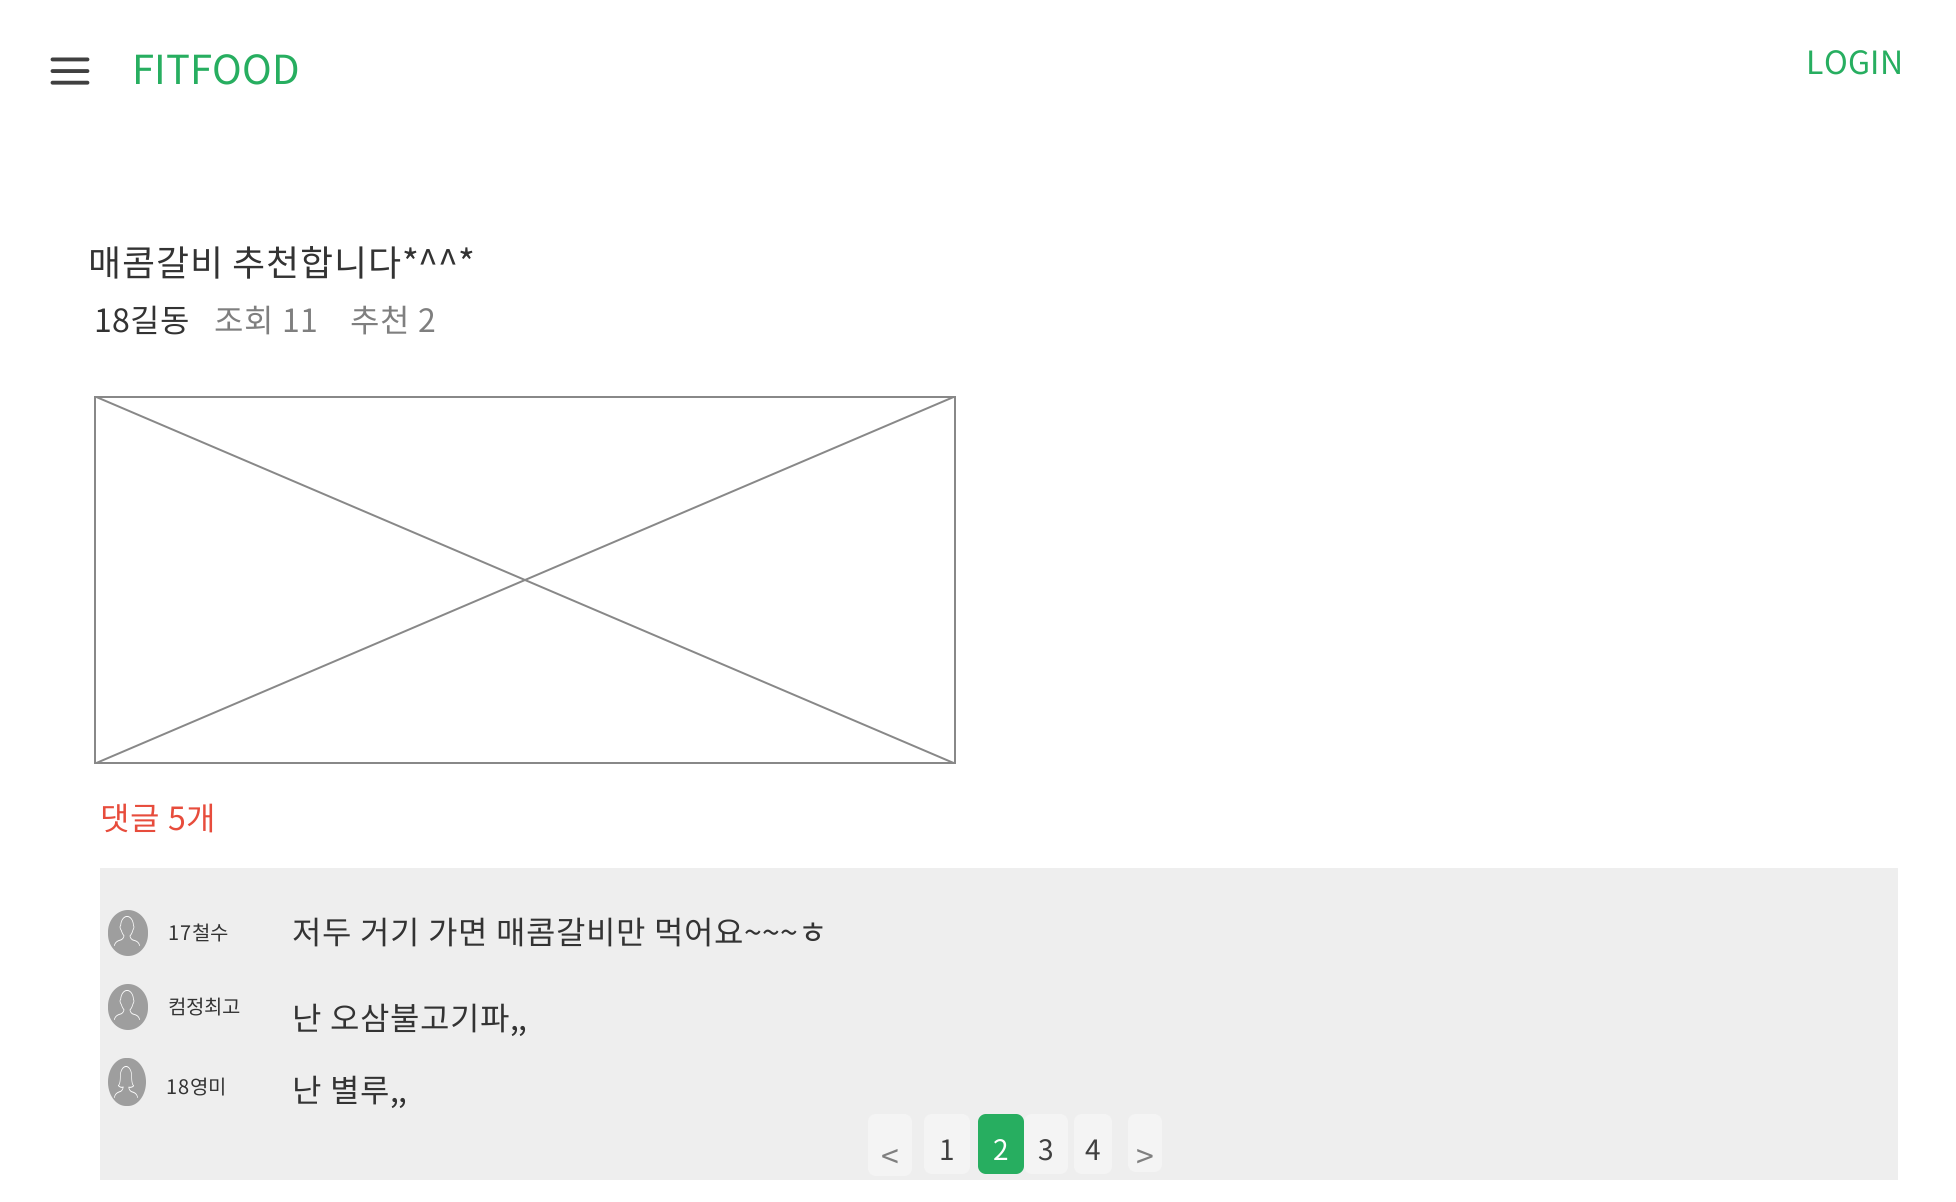 FITFOOD
LOGIN
매콤갈비 추천합니다*^^*
18길동 조회 11 추천 2
댓글 5개
17철수 저두 거기 가면 매콤갈비만 먹어요~~~ㅎ
컴정최고 난 오삼불고기파,,
18영미 난 별루,,
< 1 2 3 4 >